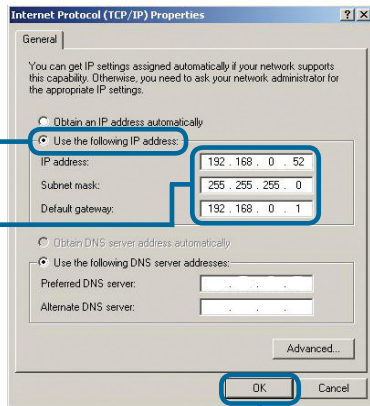 Internet Protocol (TCP/IP) Properties
General
You can get IP settings assigned automatically if your network supports
this capability. Otherwise, you need to ask your network administrator for
the appropriate IP settings.
Obtain an IP address automatically
Use the following IP address:
IP address: 192 . 168 . 0 . 52
Subnet mask: 255 . 255 . 255 . 0
Default gateway: 192 . 168 . 0 . 1
Obtain DNS server address automatically
Use the following DNS server addresses:
Preferred DNS server: . . .
Alternate DNS server: . . .
Advanced...
OK Cancel